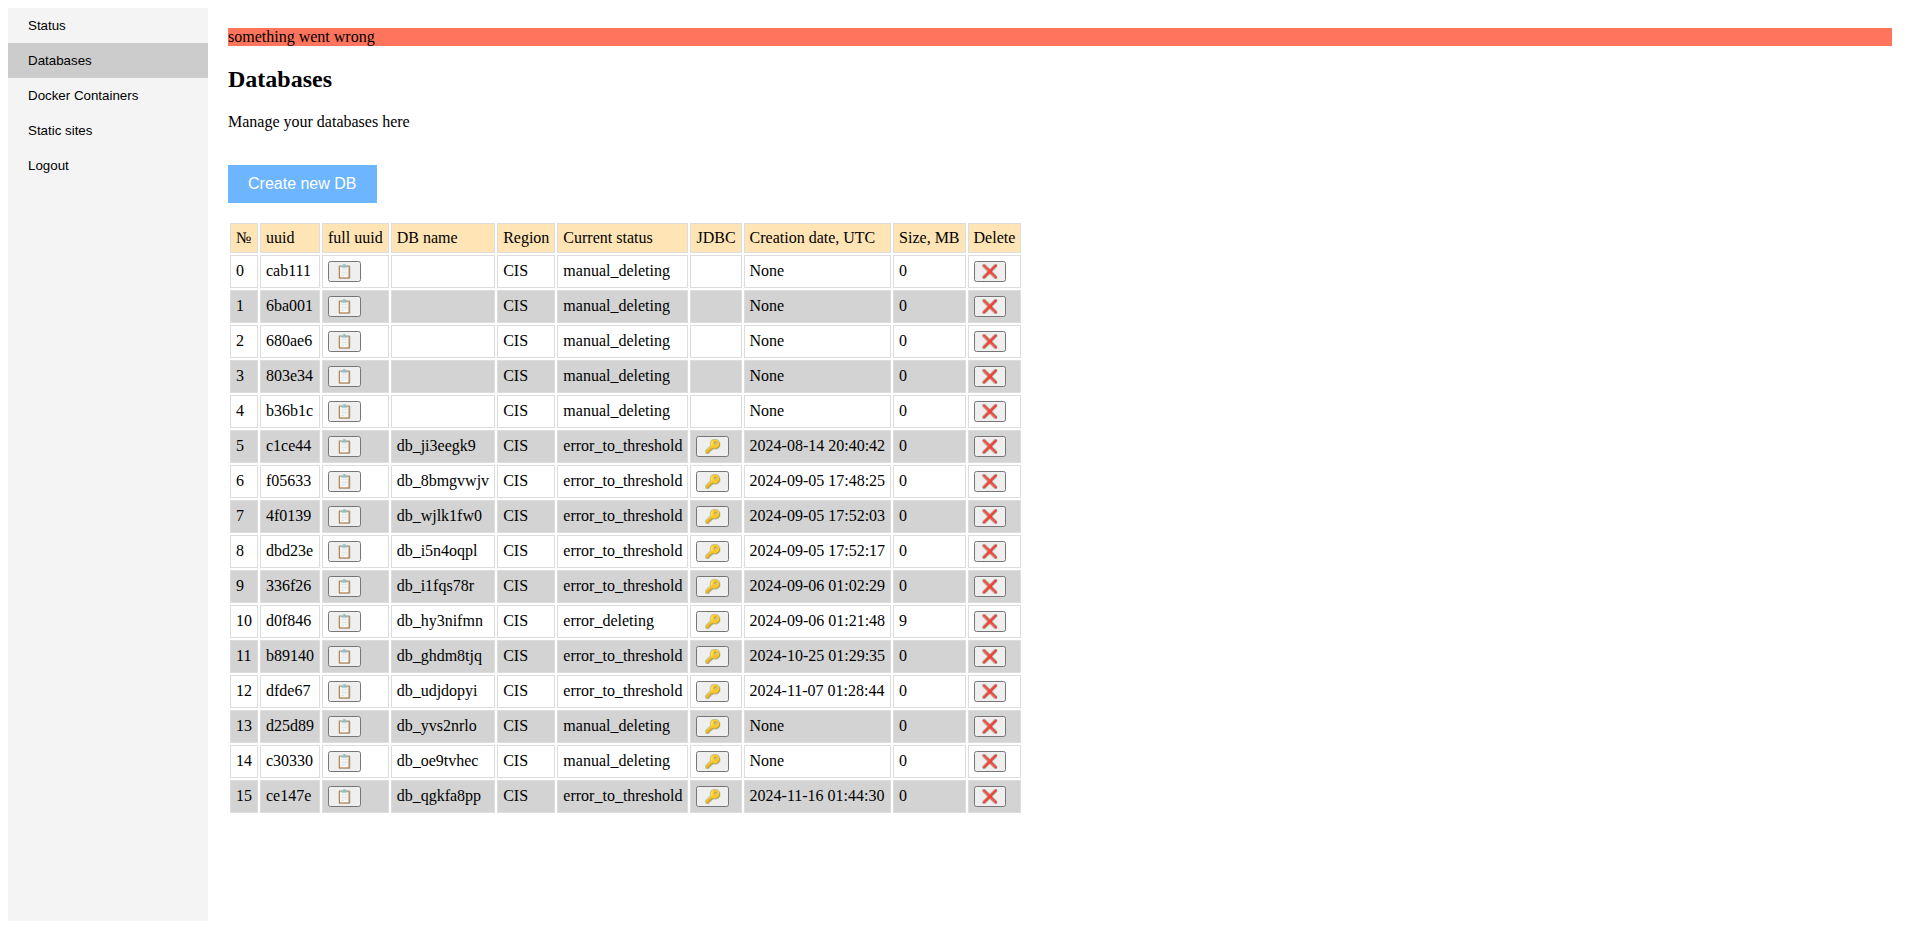 Status
Databases
Docker Containers
Static sites
Logout
something went wrong
Databases
Manage your databases here
Create new DB
№ uuid full uuid DB name Region Current status JDBC Creation date, UTC Size, MB Delete
0 cab111 CIS manual_deleting None 0
1 6ba001 CIS manual_deleting None 0
2 680ae6 CIS manual_deleting None 0
3 803e34 CIS manual_deleting None 0
4 b36b1c CIS manual_deleting None 0
5 c1ce44 db_ji3eegk9 CIS error_to_threshold 2024-08-14 20:40:42 0
6 f05633 db_8bmgvwjv CIS error_to_threshold 2024-09-05 17:48:25 0
7 4f0139 db_wjlk1fw0 CIS error_to_threshold 2024-09-05 17:52:03 0
8 dbd23e db_i5n4oqpl CIS error_to_threshold 2024-09-05 17:52:17 0
9 336f26 db_i1fqs78r CIS error_to_threshold 2024-09-06 01:02:29 0
10 d0f846 db_hy3nifmn CIS error_deleting 2024-09-06 01:21:48 9
11 b89140 db_ghdm8tjq CIS error_to_threshold 2024-10-25 01:29:35 0
12 dfde67 db_udjdopyi CIS error_to_threshold 2024-11-07 01:28:44 0
13 d25d89 db_yvs2nrlo CIS manual_deleting None 0
14 c30330 db_oe9tvhec CIS manual_deleting None 0
15 ce147e db_qgkfa8pp CIS error_to_threshold 2024-11-16 01:44:30 0